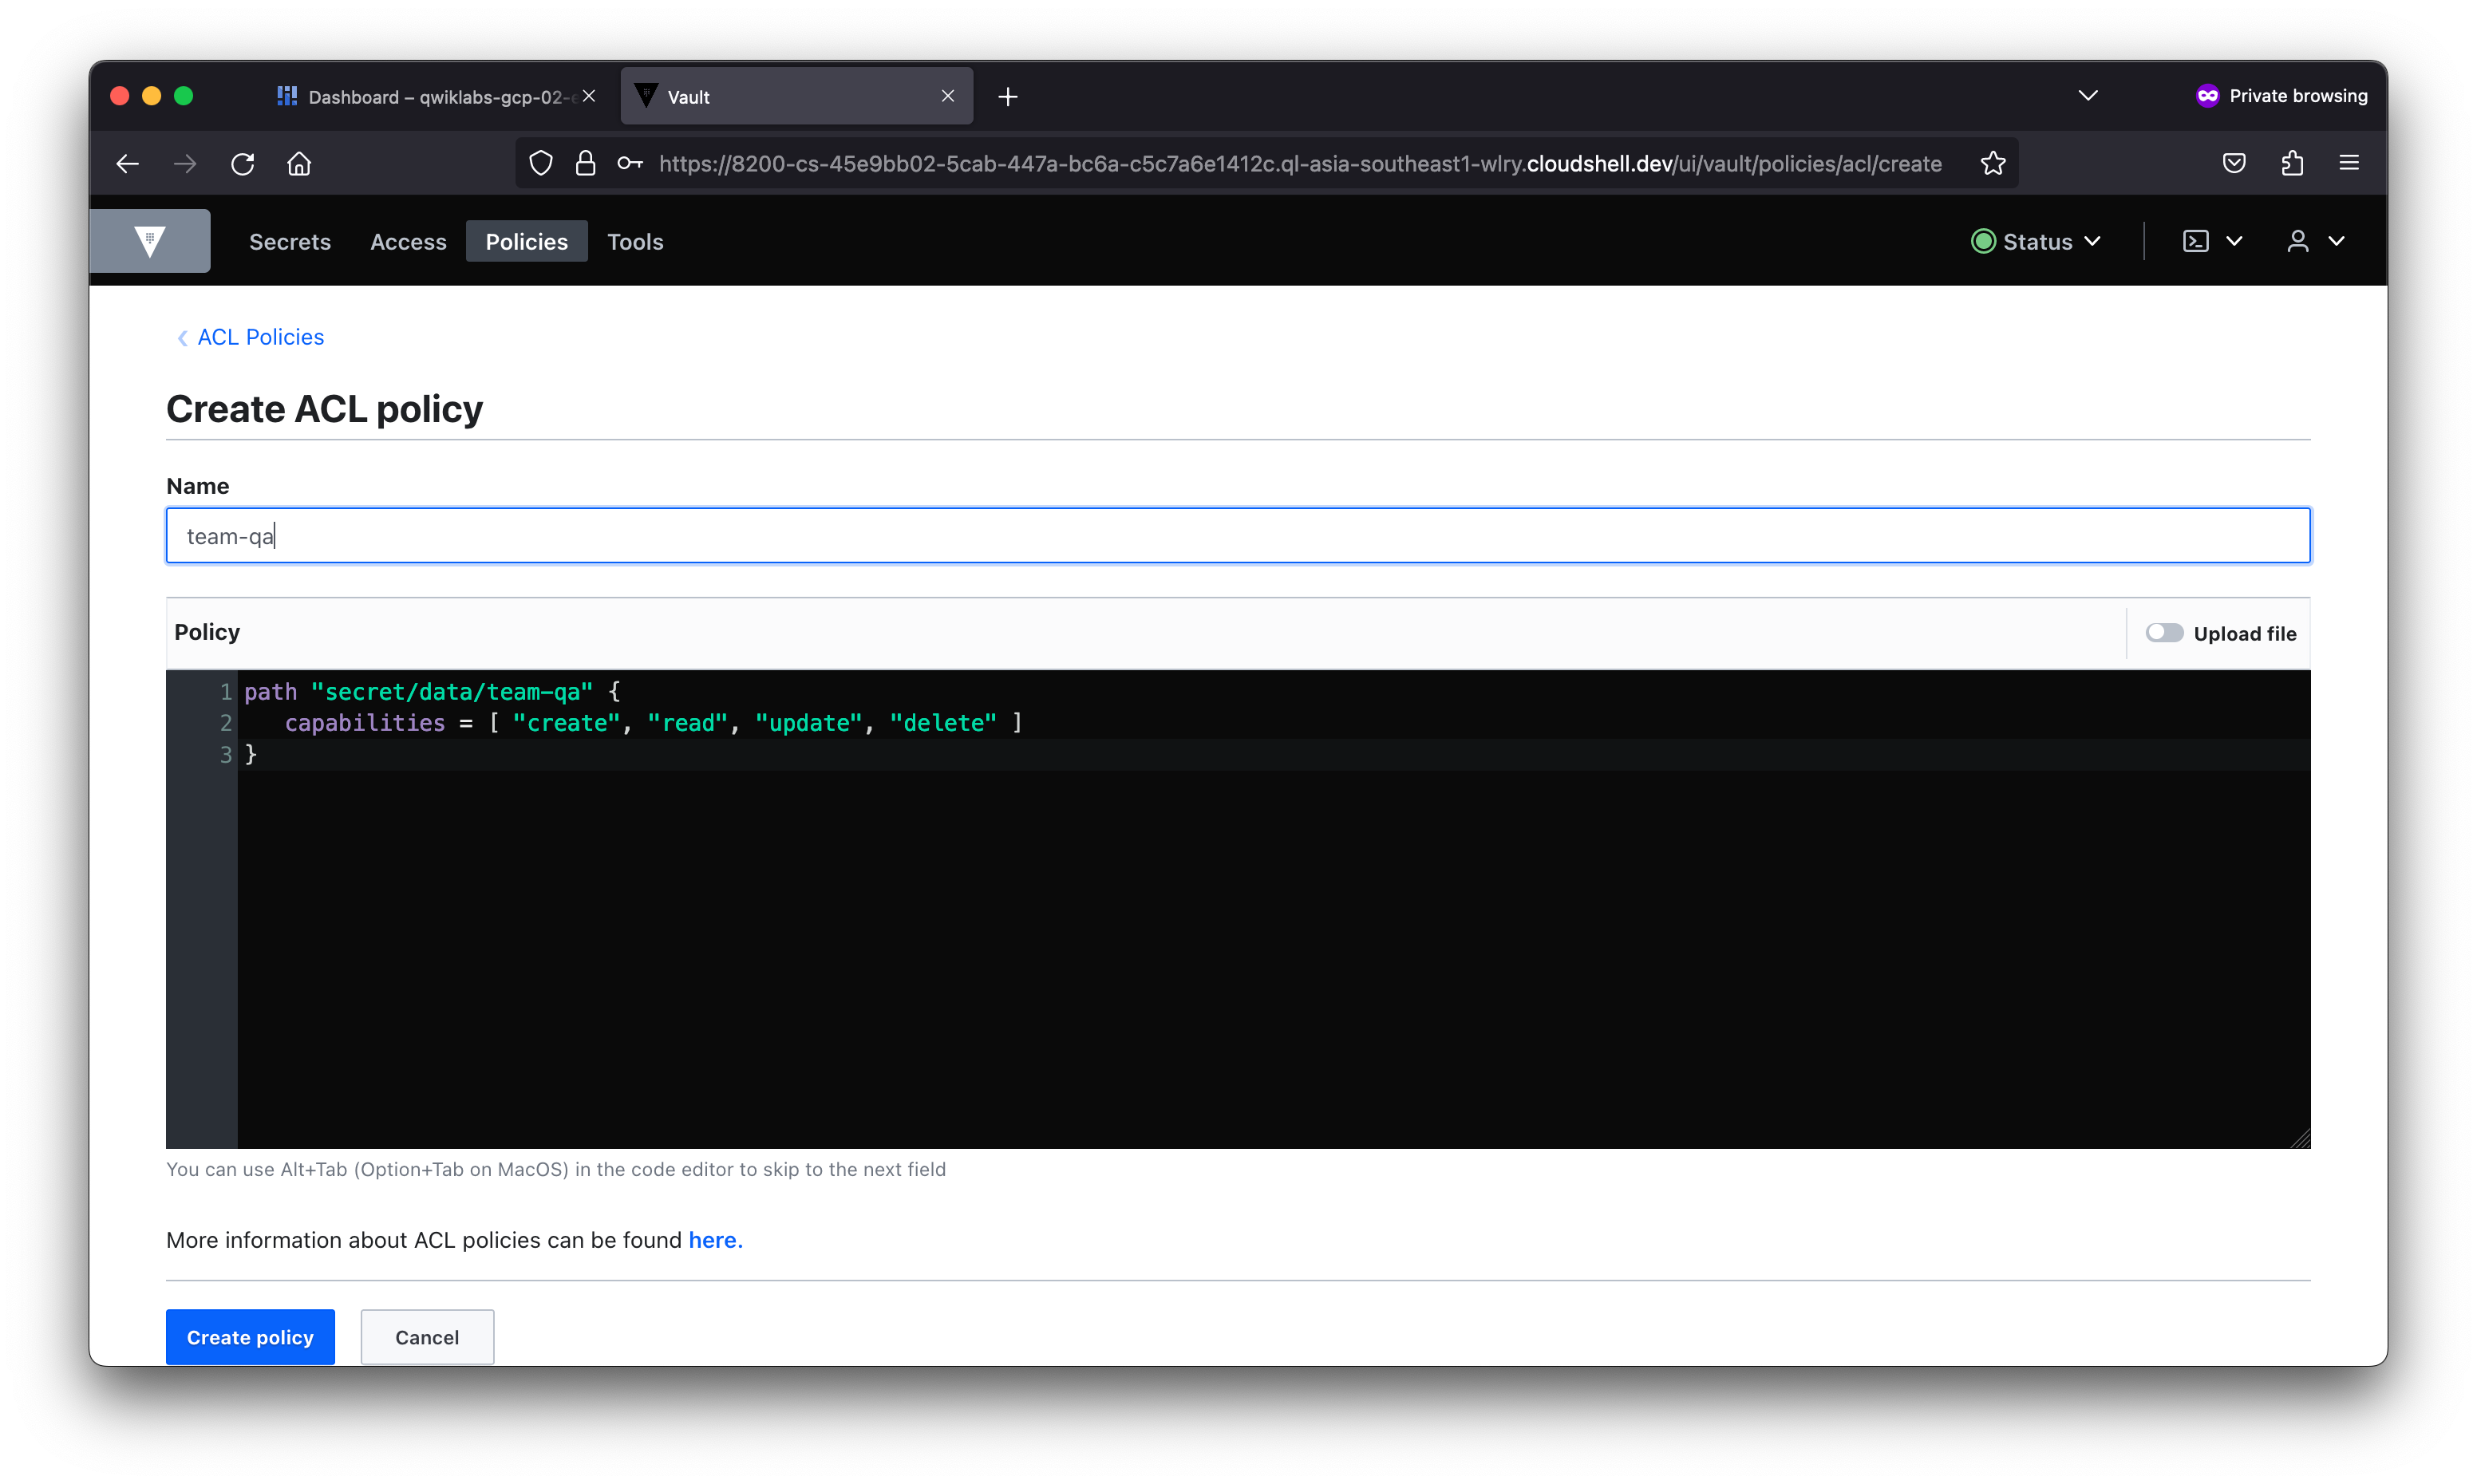 Dashboard – qwiklabs-gcp-02-
Vault
Private browsing
https://8200-cs-45e9bb02-5cab-447a-bc6a-c5c7a6e1412c.ql-asia-southeast1-wlry.cloudshell.dev/ui/vault/policies/acl/create
Secrets Access Policies Tools Status
ACL Policies
Create ACL policy
Name
team-qa
Policy
Upload file
1 path "secret/data/team-qa" {
2 capabilities = [ "create", "read", "update", "delete" ]
3 }
You can use Alt+Tab (Option+Tab on MacOS) in the code editor to skip to the next field
More information about ACL policies can be found here.
Create policy Cancel